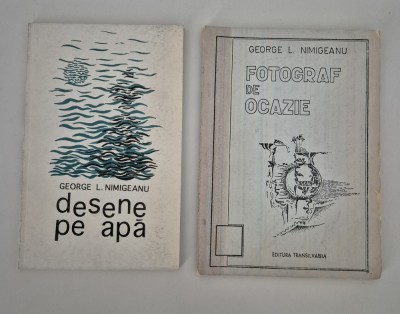 GEORGE L. NIMIGEANU
desene
pe apă
GEORGE L. NIMIGEANU
FOTOGRAF
DE
OCAZIE
EDITURA TRANSILVANIA